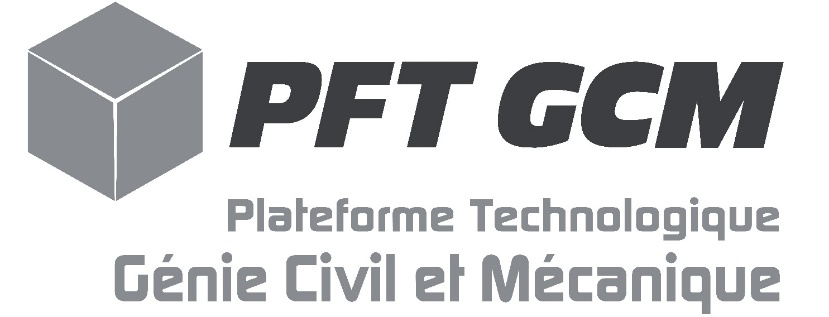 PFT GCM
Plateforme Technologique
Génie Civil et Mécanique